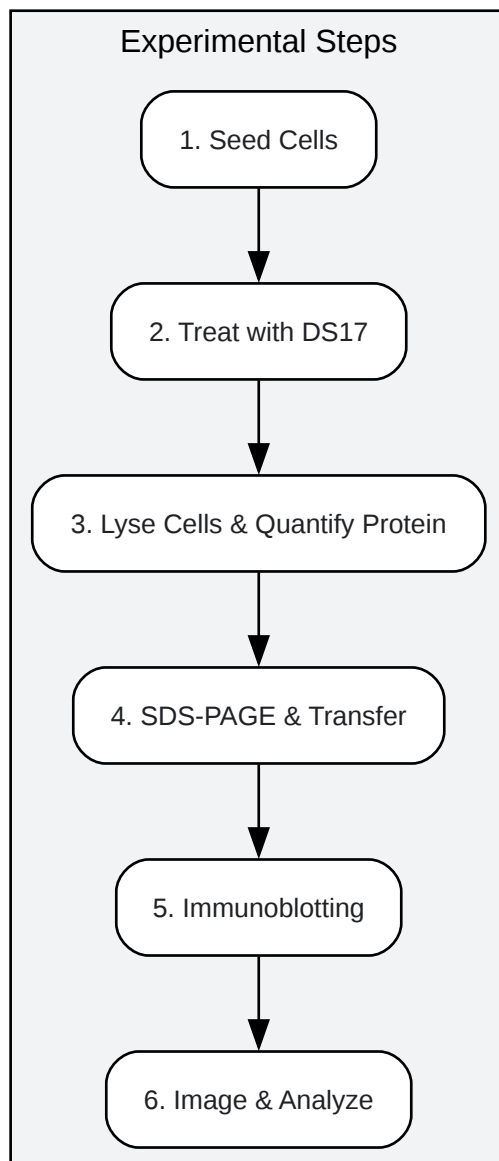 Experimental Steps
1. Seed Cells
2. Treat with DS17
3. Lyse Cells & Quantify Protein
4. SDS-PAGE & Transfer
5. Immunoblotting
6. Image & Analyze